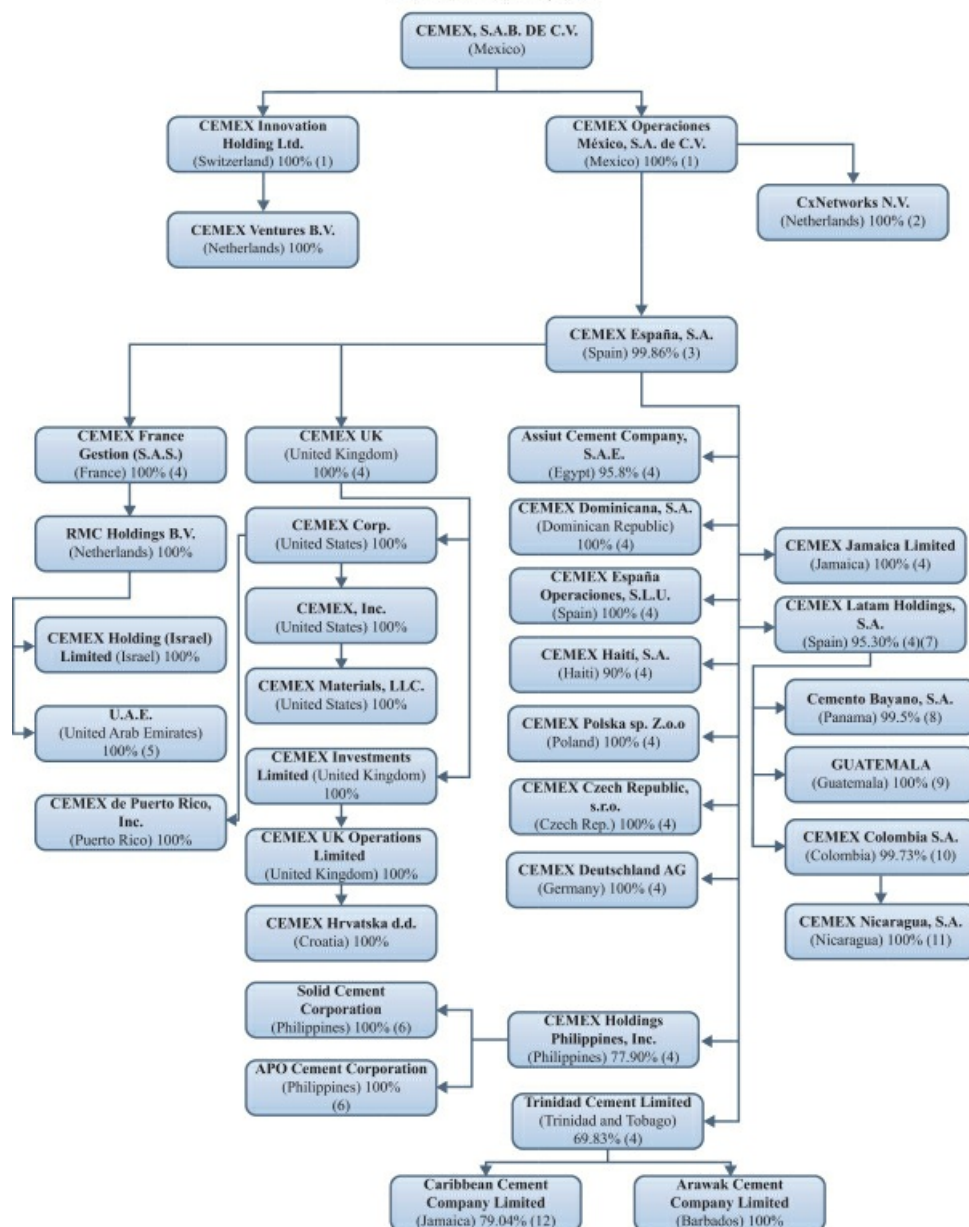 CEMEX, S.A.B. DE C.V.
(Mexico)
CEMEX Innovation
Holding Ltd.
(Switzerland) 100% (1)
CEMEX Operaciones
México, S.A. de C.V.
(Mexico) 100% (1)
CxNetworks N.V.
(Netherlands) 100% (2)
CEMEX Ventures B.V.
(Netherlands) 100%
CEMEX España, S.A.
(Spain) 99.86% (3)
CEMEX France
Gestion (S.A.S.)
(France) 100% (4)
CEMEX UK
(United Kingdom)
100% (4)
Assiut Cement Company,
S.A.E.
(Egypt) 95.8% (4)
RMC Holdings B.V.
(Netherlands) 100%
CEMEX Corp.
(United States) 100%
CEMEX Dominicana, S.A.
(Dominican Republic)
100% (4)
CEMEX Jamaica Limited
(Jamaica) 100% (4)
CEMEX, Inc.
(United States) 100%
CEMEX España
Operaciones, S.L.U.
(Spain) 100% (4)
CEMEX Latam Holdings,
S.A.
(Spain) 95.30% (4)(7)
CEMEX Holding (Israel)
Limited (Israel) 100%
CEMEX Materials, LLC.
(United States) 100%
CEMEX Haití, S.A.
(Haiti) 90% (4)
Cemento Bayano, S.A.
(Panama) 99.5% (8)
U.A.E.
(United Arab Emirates)
100% (5)
CEMEX Investments
Limited (United Kingdom)
100%
CEMEX Polska sp. Z.o.o
(Poland) 100% (4)
GUATEMALA
(Guatemala) 100% (9)
CEMEX de Puerto Rico,
Inc.
(Puerto Rico) 100%
CEMEX UK Operations
Limited
(United Kingdom) 100%
CEMEX Czech Republic,
s.r.o.
(Czech Rep.) 100% (4)
CEMEX Colombia S.A.
(Colombia) 99.73% (10)
CEMEX Hrvatska d.d.
(Croatia) 100%
CEMEX Deutschland AG
(Germany) 100% (4)
CEMEX Nicaragua, S.A.
(Nicaragua) 100% (11)
Solid Cement
Corporation
(Philippines) 100% (6)
CEMEX Holdings
Philippines, Inc.
(Philippines) 77.90% (4)
APO Cement Corporation
(Philippines) 100%
(6)
Trinidad Cement Limited
(Trinidad and Tobago)
69.83% (4)
Caribbean Cement
Company Limited
(Jamaica) 79.04% (12)
Arawak Cement
Company Limited
(Barbados) 100%